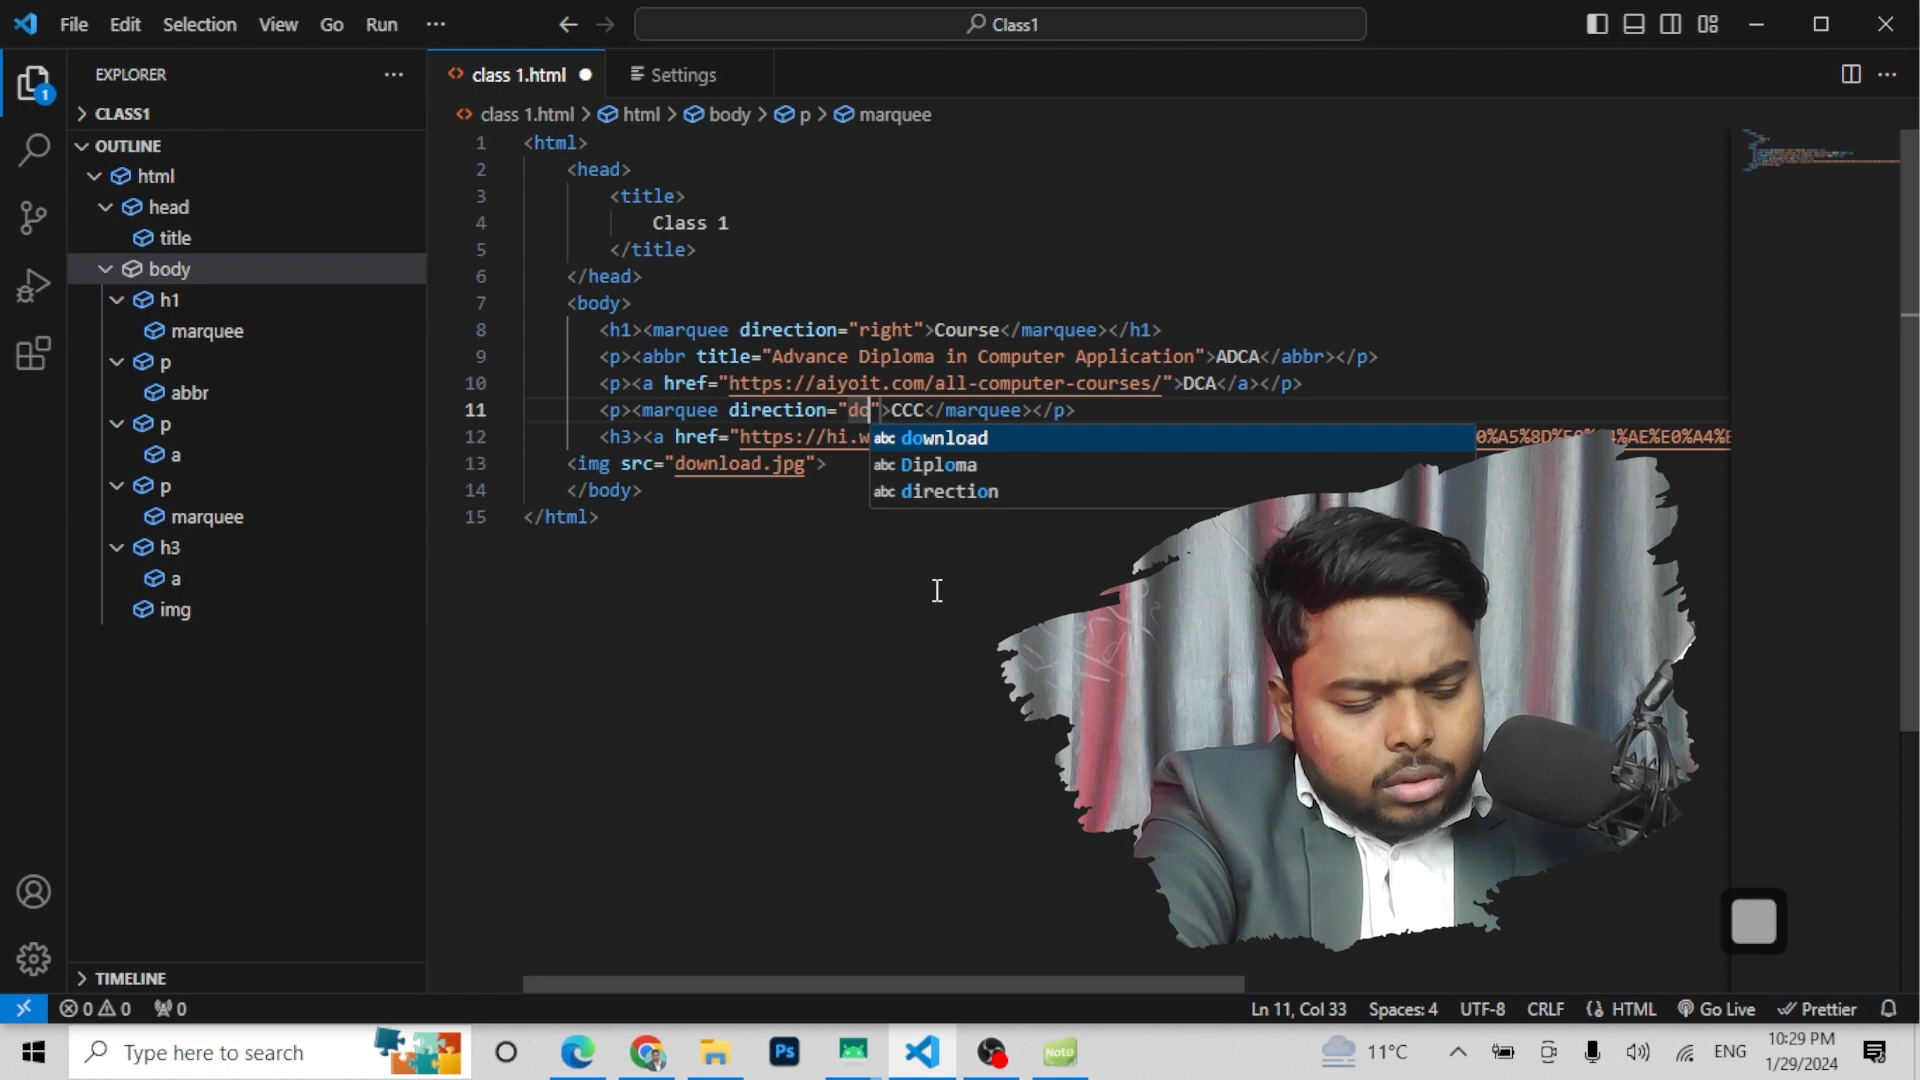 File Edit Selection View Go Run ···
Class1
EXPLORER
CLASS1
OUTLINE
html
head
title
body
h1
marquee
p
abbr
p
a
p
marquee
h3
a
img
TIMELINE
1
class 1.html
Settings
class 1.html > html > body > p > marquee
1 <html>
2 <head>
3 <title>
4 Class 1
5 </title>
6 </head>
7 <body>
8 <h1><marquee direction="right">Course</marquee></h1>
9 <p><abbr title="Advance Diploma in Computer Application">ADCA</abbr></p>
10 <p><a href="https://aiyoit.com/all-computer-courses/">DCA</a></p>
11 <p><marquee direction="do">CCC</marquee></p>
12 <h3><a href="https://hi.w
13 <img src="download.jpg">
14 </body>
15 </html>
abc download
abc Diploma
abc direction
0 0 0
Ln 11, Col 33 Spaces: 4 UTF-8 CRLF HTML Go Live Prettier
Type here to search
Ps
Note
11°C
ENG
10:29 PM
1/29/2024